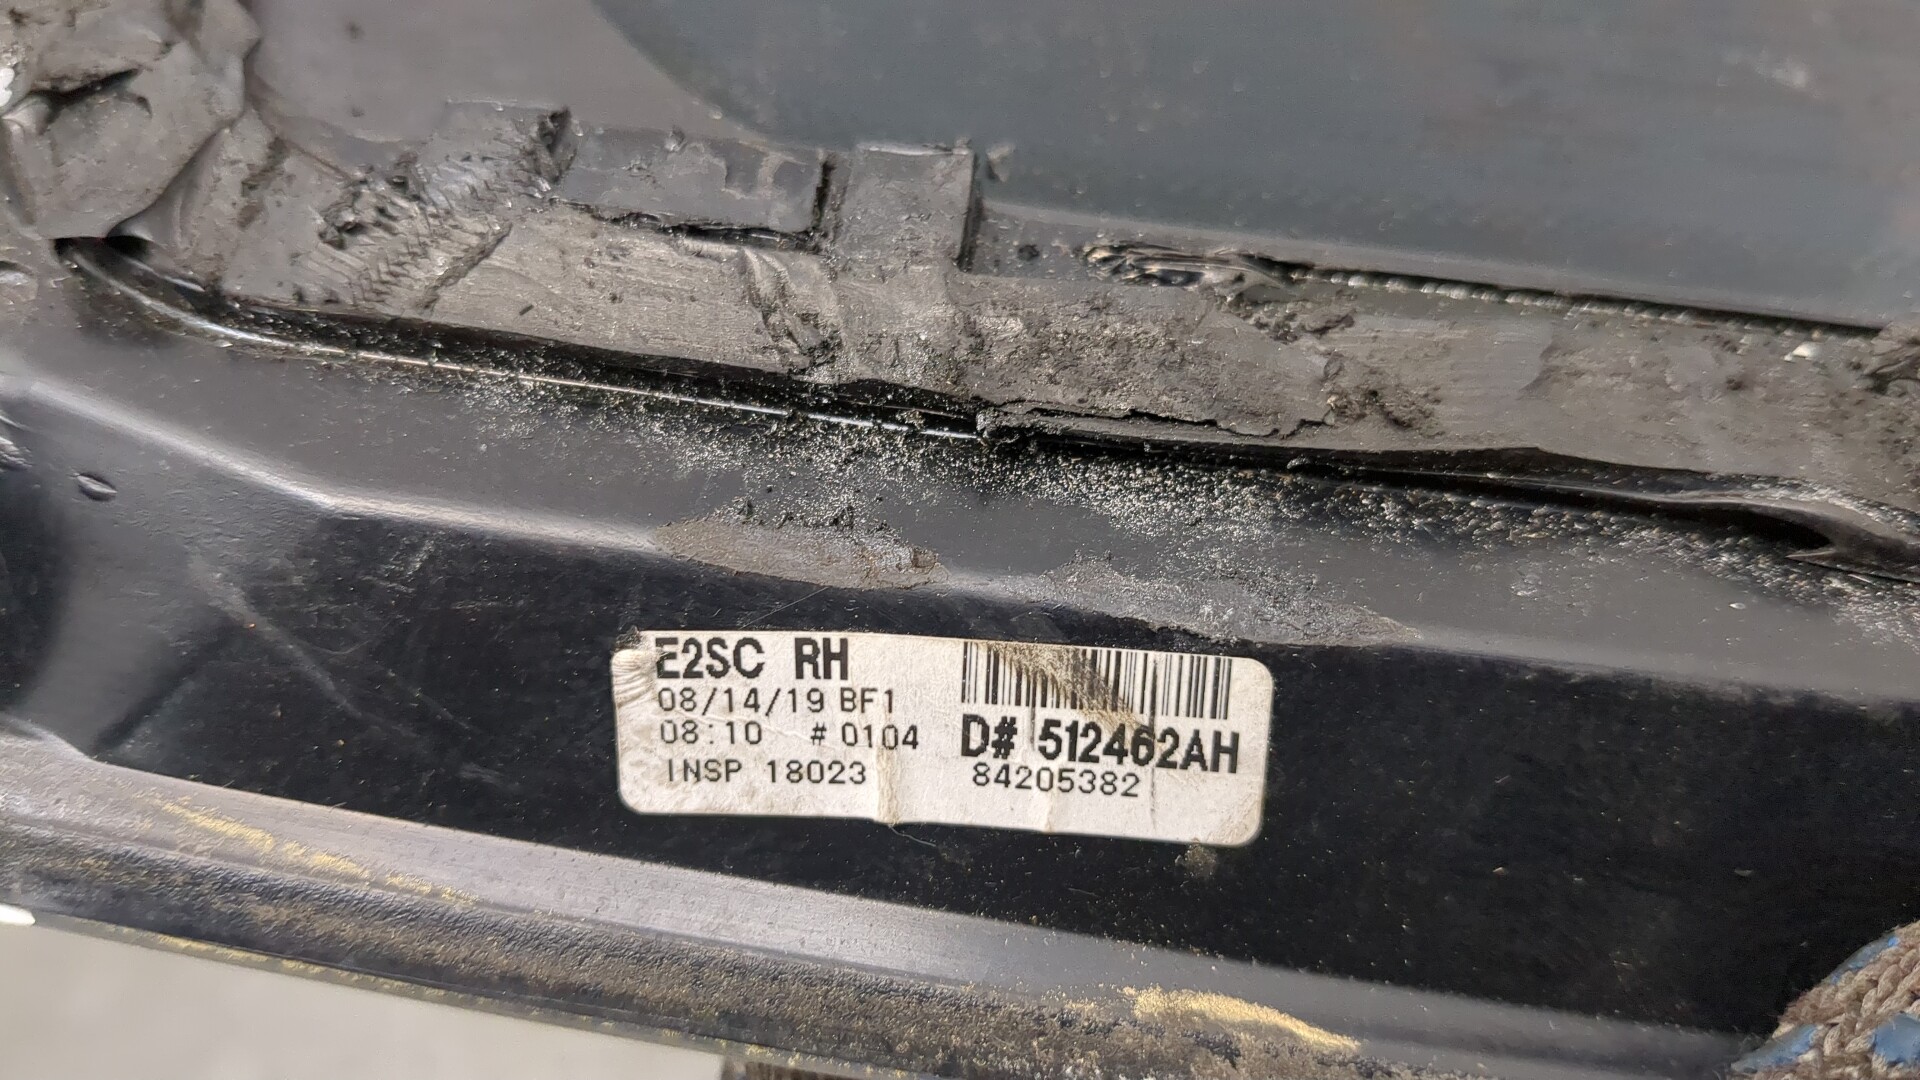 E2SC RH
08/14/19 BF1
08:10 # 0104
INSP 18023
D# 512462AH
84205382